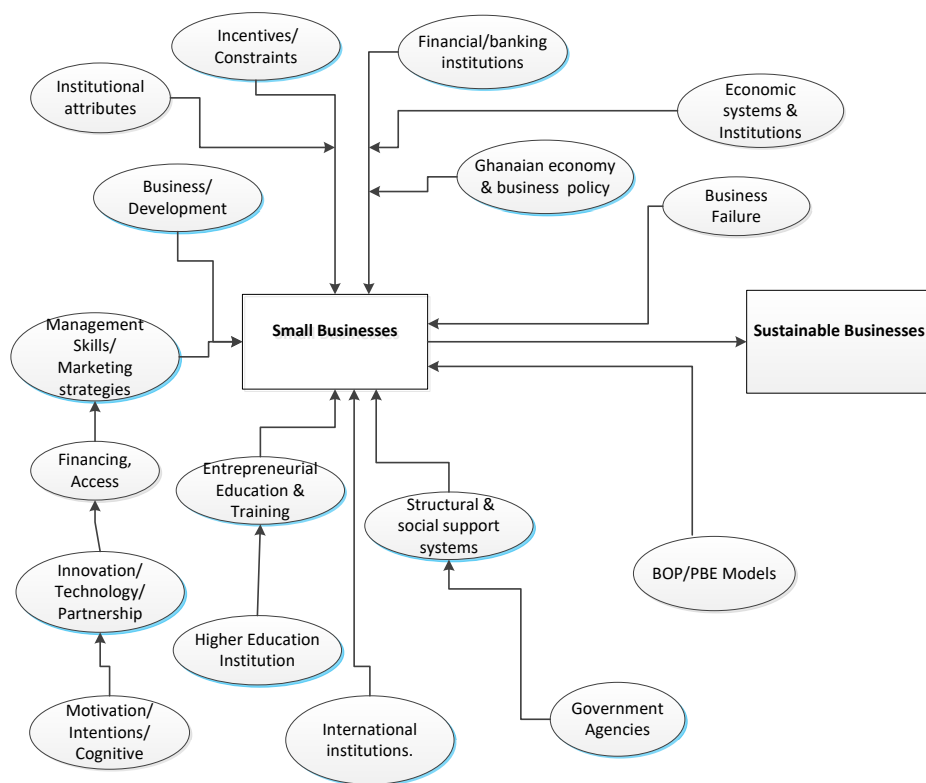 Incentives/
Constraints
Financial/banking
institutions
Institutional
attributes
Economic
systems &
Institutions
Ghanaian economy
& business policy
Business/
Development
Business
Failure
Small Businesses
Sustainable Businesses
Management
Skills/
Marketing
strategies
Financing,
Access
Entrepreneurial
Education &
Training
Structural &
social support
systems
BOP/PBE Models
Innovation/
Technology/
Partnership
Higher Education
Institution
Motivation/
Intentions/
Cognitive
International
institutions.
Government
Agencies